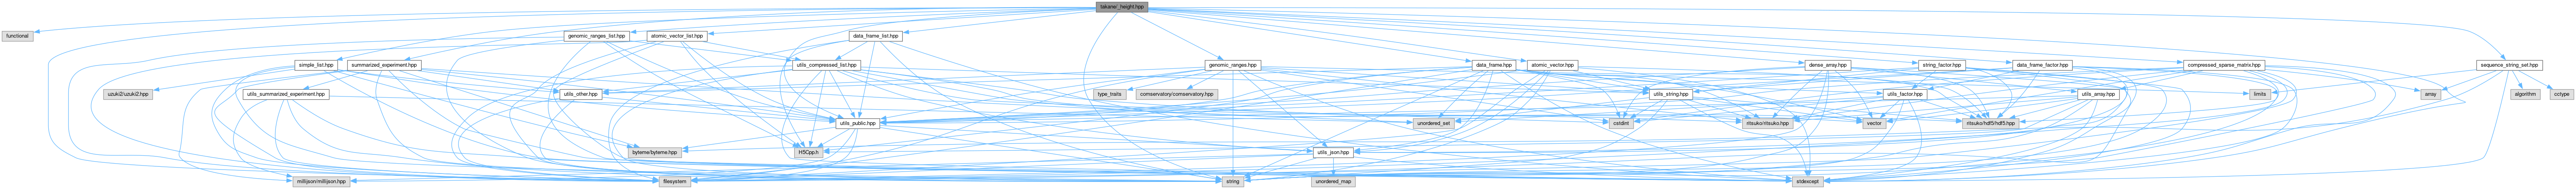 takane/_height.hpp
functional
genomic_ranges_list.hpp
atomic_vector_list.hpp
data_frame_list.hpp
simple_list.hpp
summarized_experiment.hpp
utils_compressed_list.hpp
genomic_ranges.hpp
data_frame.hpp
atomic_vector.hpp
dense_array.hpp
string_factor.hpp
data_frame_factor.hpp
compressed_sparse_matrix.hpp
sequence_string_set.hpp
uzuki2/uzuki2.hpp
utils_summarized_experiment.hpp
utils_other.hpp
type_traits
comservatory/comservatory.hpp
utils_string.hpp
utils_factor.hpp
utils_array.hpp
limits
array
algorithm
cctype
utils_public.hpp
unordered_set
cstdint
ritsuko/ritsuko.hpp
vector
ritsuko/hdf5/hdf5.hpp
byteme/byteme.hpp
H5Cpp.h
utils_json.hpp
millijson/millijson.hpp
filesystem
string
unordered_map
stdexcept